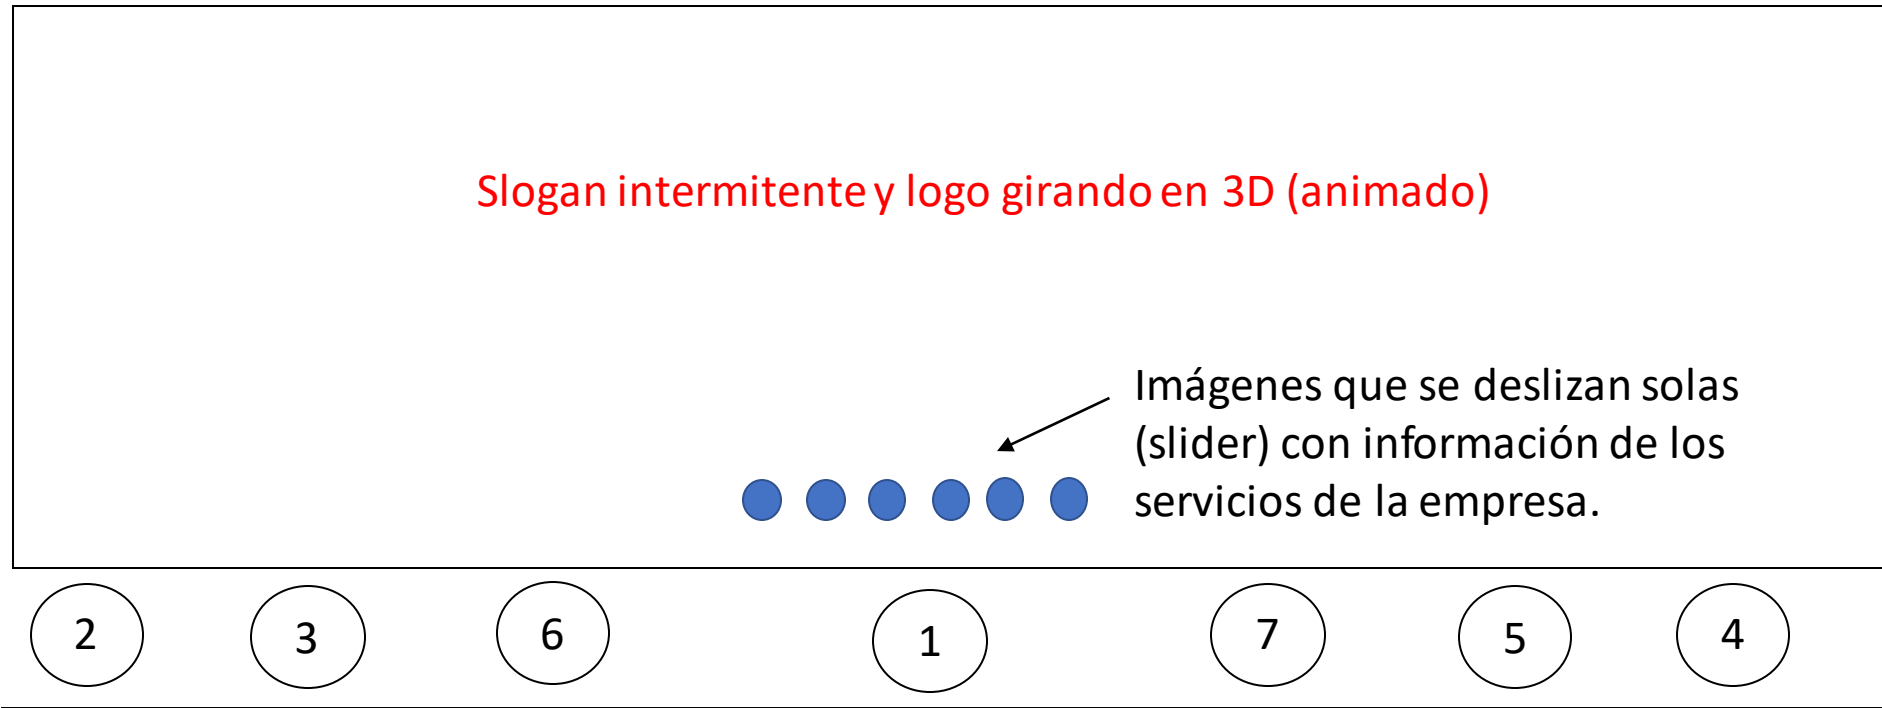 Slogan intermitente y logo girando en 3D (animado)
Imágenes que se deslizan solas
(slider) con información de los
servicios de la empresa.
2 3 6 1 7 5 4